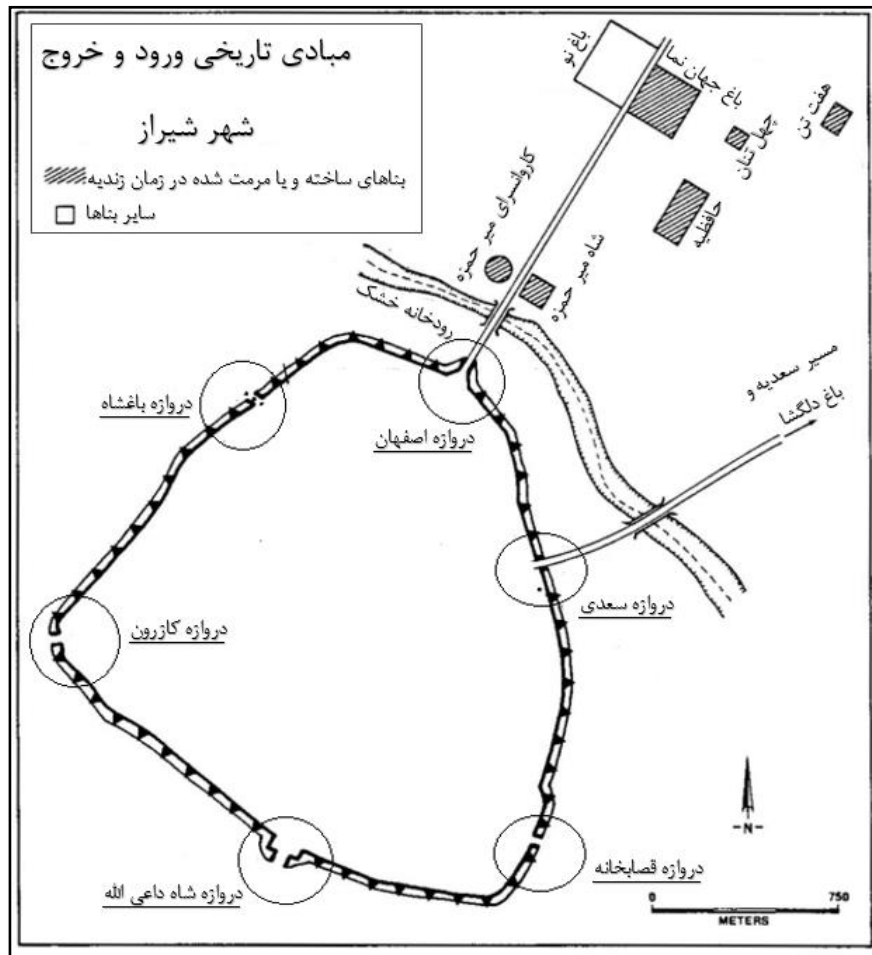 مبادی تاریخی ورود و خروج
شهر شیراز
بناهای ساخته و یا مرمت شده در زمان زندیه
سایر بناها
باغ نو
باغ جهان نما
هفت تن
چهل تنان
حافظیه
کاروانسرای میر حمزه
شاه میر حمزه
رودخانه خشک
مسیر سعدیه و
باغ دلگشا
دروازه باغشاه
دروازه اصفهان
دروازه سعدی
دروازه کازرون
دروازه قصابخانه
دروازه شاه داعی الله
-N-
0 750
METERS